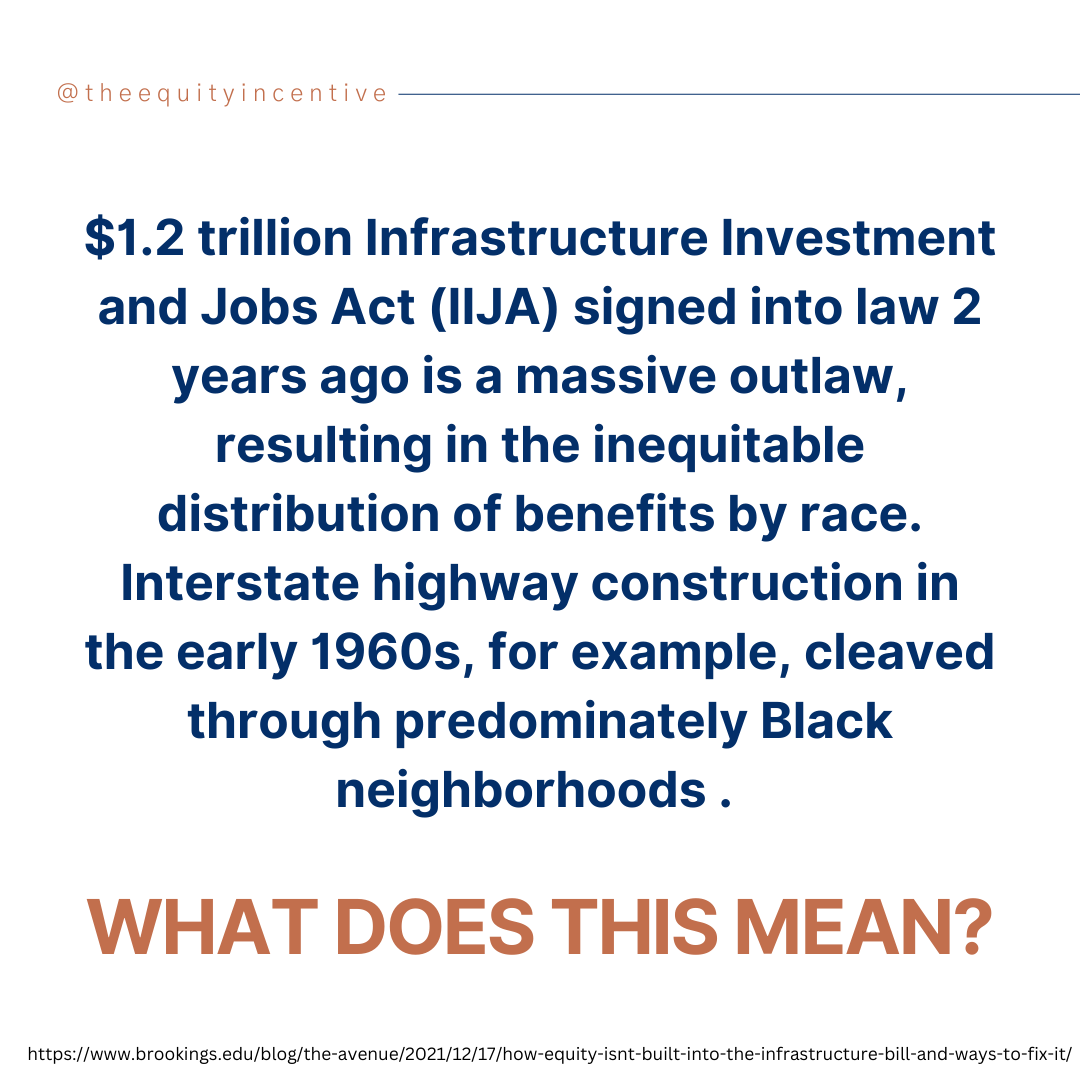 @theequityincentive
$1.2 trillion Infrastructure Investment
and Jobs Act (IIJA) signed into law 2
years ago is a massive outlaw,
resulting in the inequitable
distribution of benefits by race.
Interstate highway construction in
the early 1960s, for example, cleaved
through predominately Black
neighborhoods .
WHAT DOES THIS MEAN?
https://www.brookings.edu/blog/the-avenue/2021/12/17/how-equity-isnt-built-into-the-infrastructure-bill-and-ways-to-fix-it/